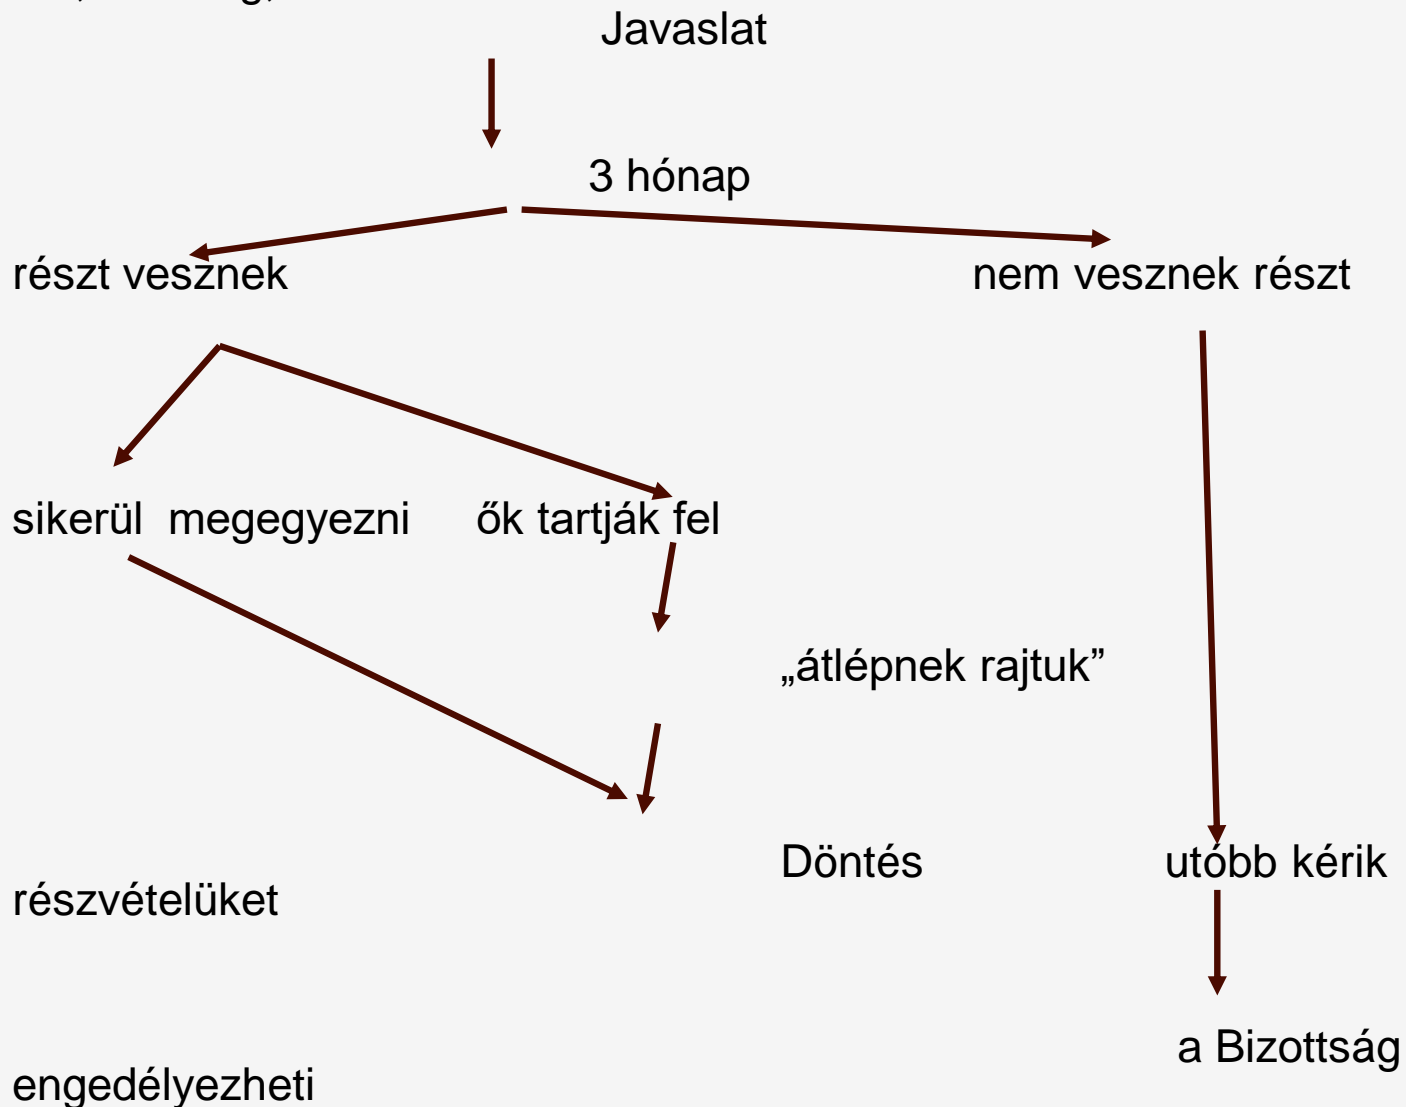 Javaslat
3 hónap
részt vesznek nem vesznek részt
sikerül megegyezni ők tartják fel
„átlépnek rajtuk”
Döntés utóbb kérik
részvételüket
a Bizottság
engedélyezheti